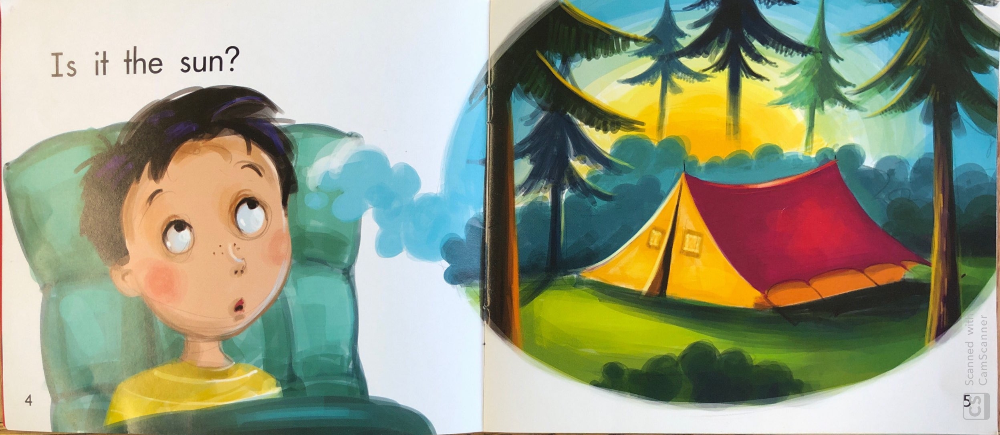 Is it the sun?
4
5
Scanned with
CamScanner
CS